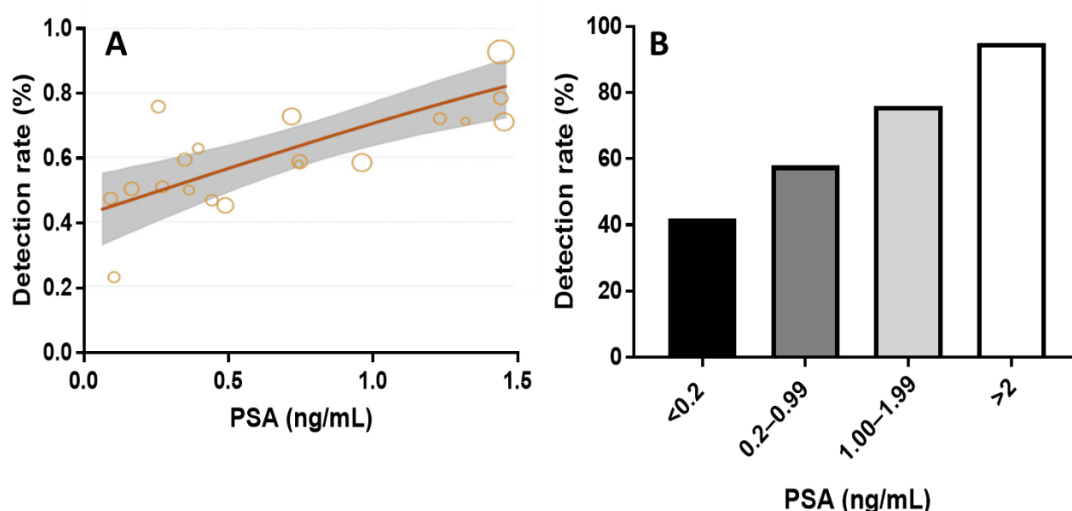 A
Detection rate (%)
1.0
0.8
0.6
0.4
0.2
0.0
0.0 0.5 1.0 1.5
PSA (ng/mL)
B
Detection rate (%)
100
80
60
40
20
0
<0.2
0.2–0.99
1.00–1.99
>2
PSA (ng/mL)